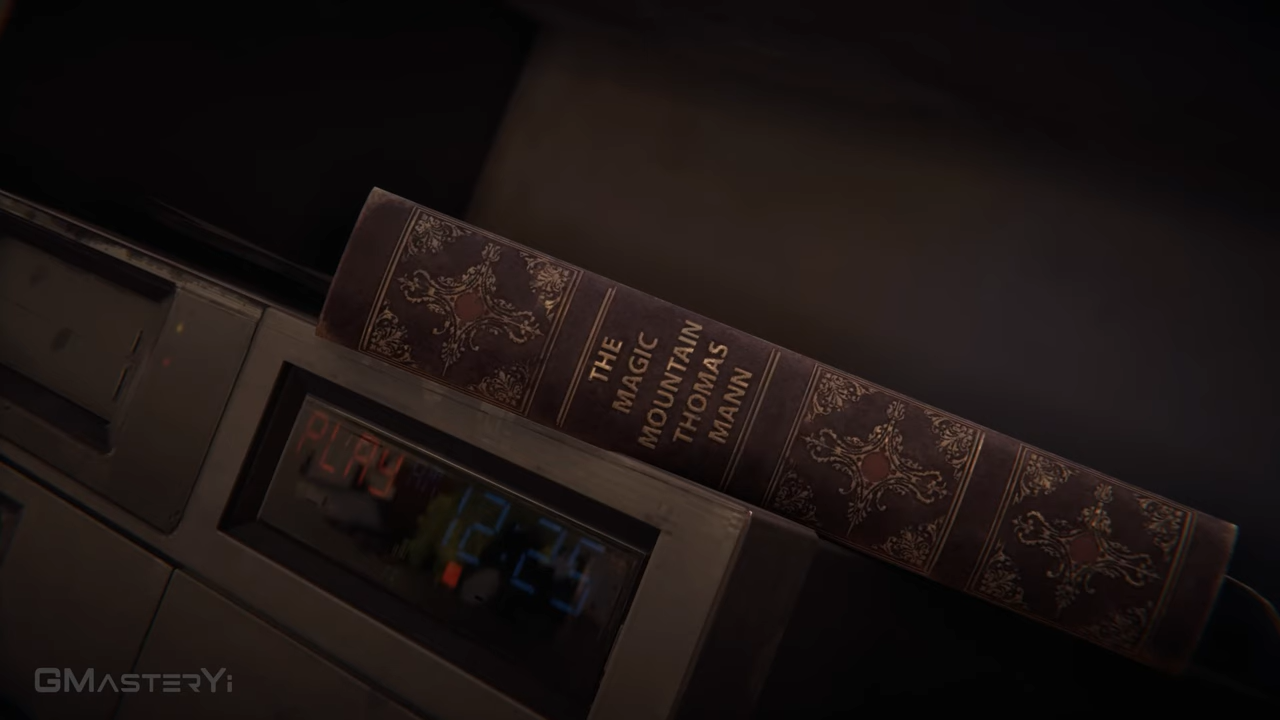 THE
MAGIC
MOUNTAIN
THOMAS
MANN
PLAY
12:25
GMASTERYi